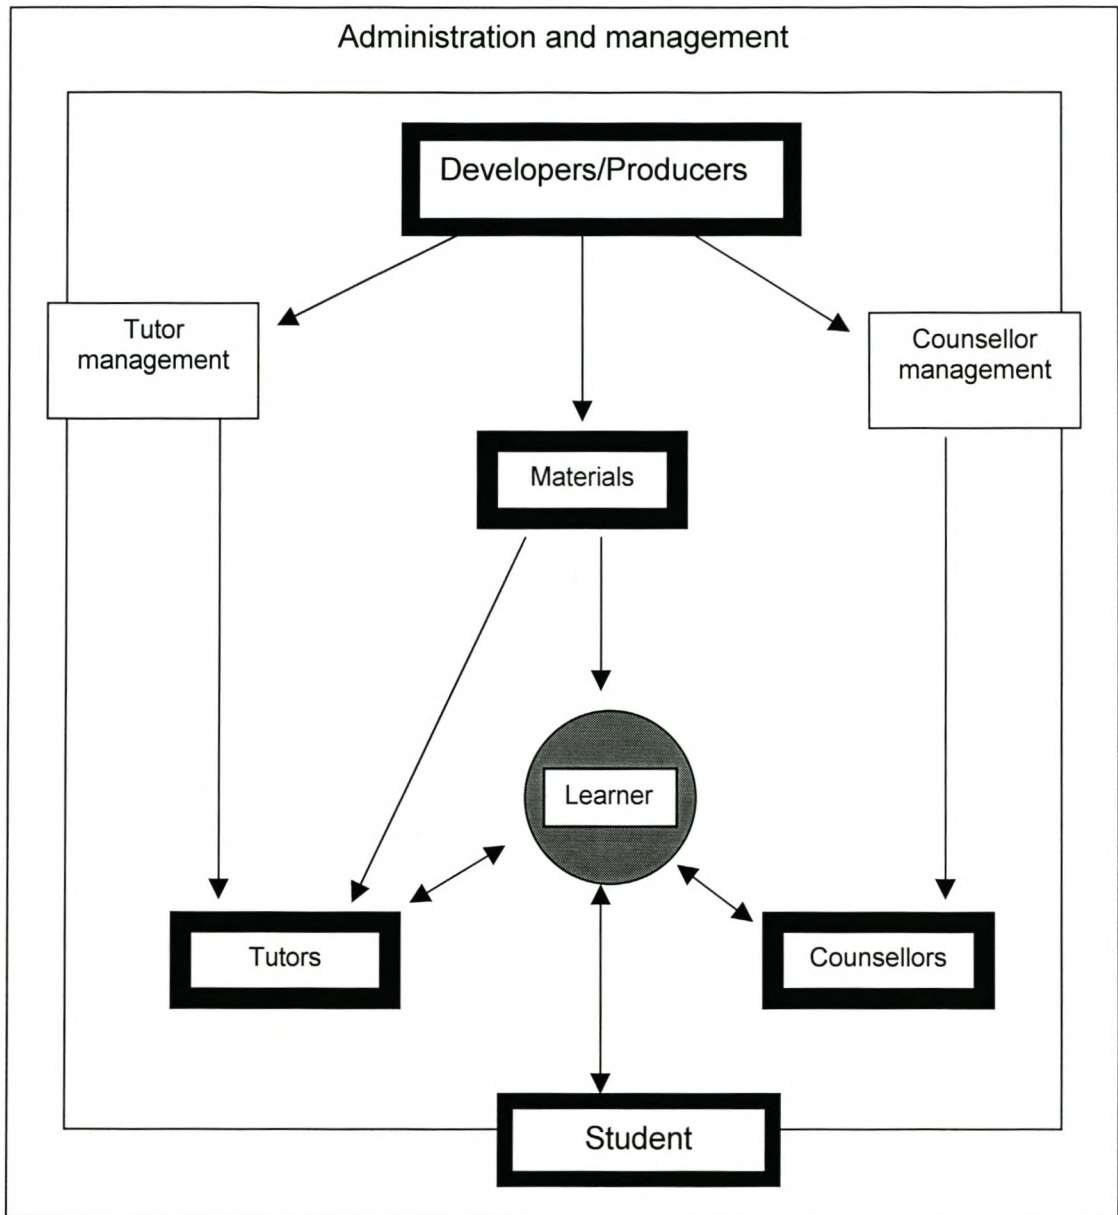 Administration and management
Developers/Producers
Tutor
management
Counsellor
management
Materials
Learner
Tutors
Counsellors
Student